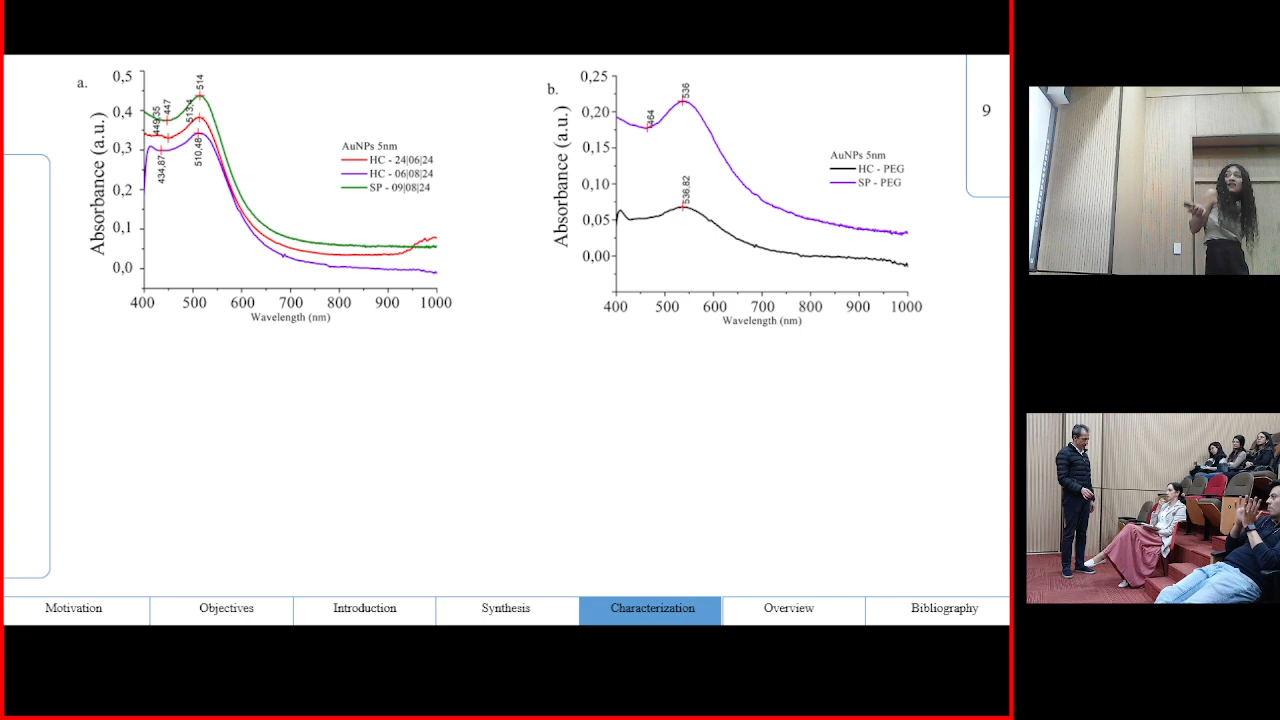 a.
0,5
0,4
0,3
0,2
0,1
0,0
Absorbance (a.u.)
449,35
447
513,4
514
434,87
510,48
AuNPs 5nm
HC - 24|06|24
HC - 06|08|24
SP - 09|08|24
400 500 600 700 800 900 1000
Wavelength (nm)
b.
0,25
0,20
0,15
0,10
0,05
0,00
Absorbance (a.u.)
464
536
536.82
AuNPs 5nm
HC - PEG
SP - PEG
400 500 600 700 800 900 1000
Wavelength (nm)
9
Motivation Objectives Introduction Synthesis Characterization Overview Bibliography